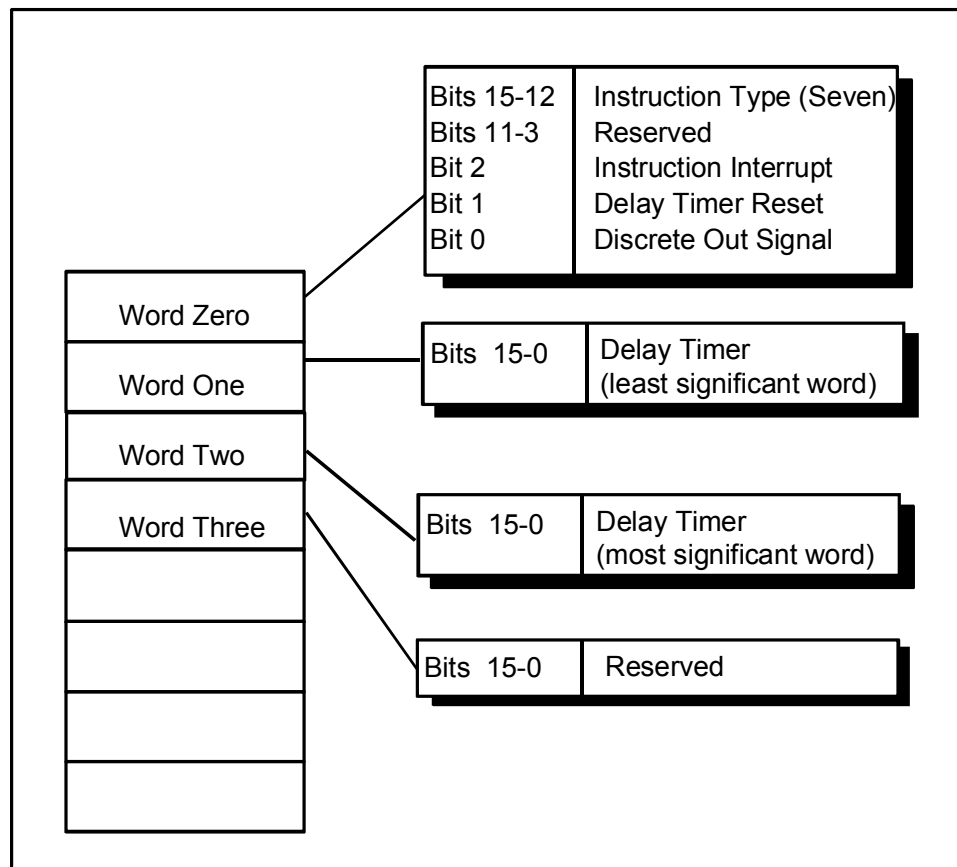 Bits 15-12 Instruction Type (Seven)
Bits 11-3 Reserved
Bit 2 Instruction Interrupt
Bit 1 Delay Timer Reset
Bit 0 Discrete Out Signal
Word Zero
Bits 15-0 Delay Timer
(least significant word)
Word One
Word Two
Bits 15-0 Delay Timer
(most significant word)
Word Three
Bits 15-0 Reserved